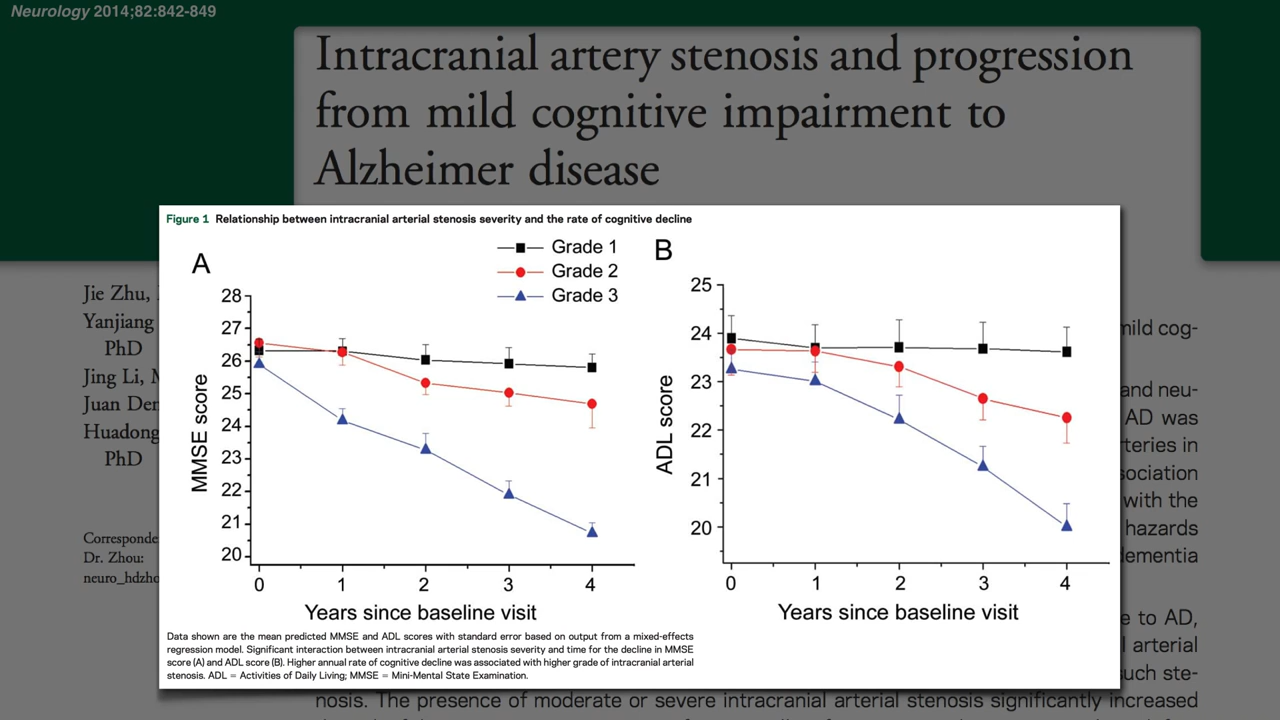 Neurology 2014;82:842-849
Intracranial artery stenosis and progression
from mild cognitive impairment to
Alzheimer disease
Figure 1 Relationship between intracranial arterial stenosis severity and the rate of cognitive decline
A
Grade 1
Grade 2
Grade 3
28
27
26
25
24
23
22
21
20
MMSE score
0 1 2 3 4
Years since baseline visit
B
25
24
23
22
21
20
ADL score
0 1 2 3 4
Years since baseline visit
Data shown are the mean predicted MMSE and ADL scores with standard error based on output from a mixed-effects
regression model. Significant interaction between intracranial arterial stenosis severity and time for the decline in MMSE
score (A) and ADL score (B). Higher annual rate of cognitive decline was associated with higher grade of intracranial arterial
stenosis. ADL = Activities of Daily Living; MMSE = Mini-Mental State Examination.
Jie Zhu,
Yanjiang
PhD
Jing Li,
Juan
Huadong
PhD
Dr. Zhou:
mild cog-
and neu-
AD was
in
with the
hazards
dementia
to AD,
arterial
such ste-
nosis. The presence of moderate or severe intracranial arterial stenosis significantly increased